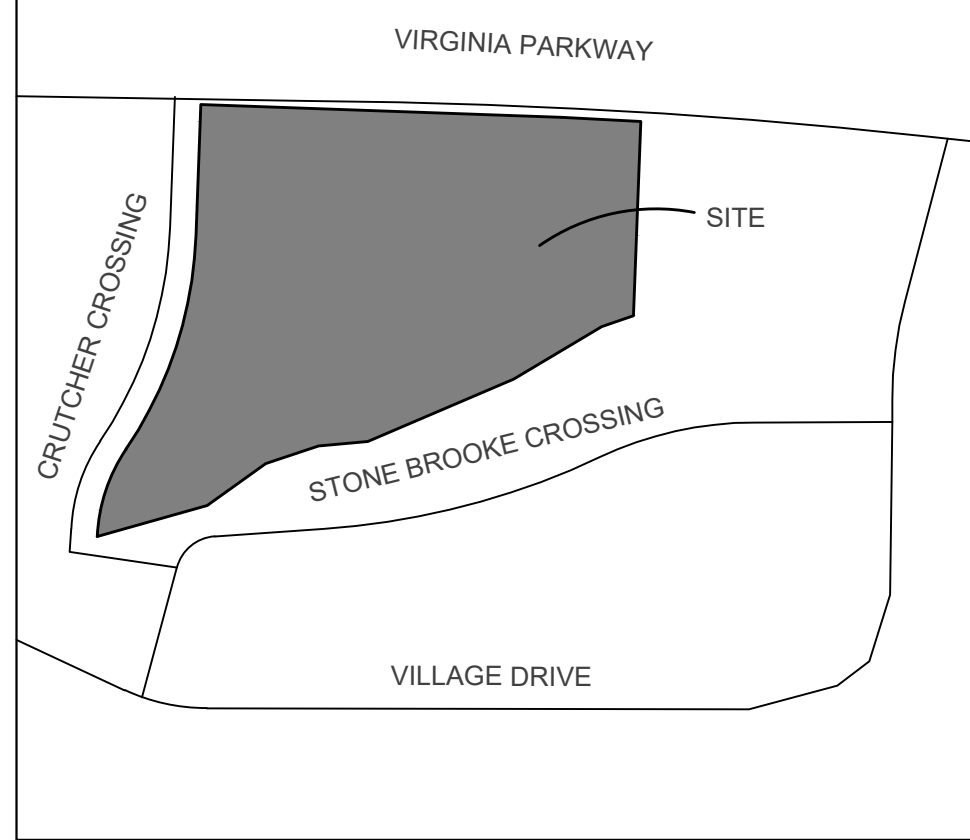 VIRGINIA PARKWAY
SITE
CRUTCHER CROSSING
STONE BROOKE CROSSING
VILLAGE DRIVE